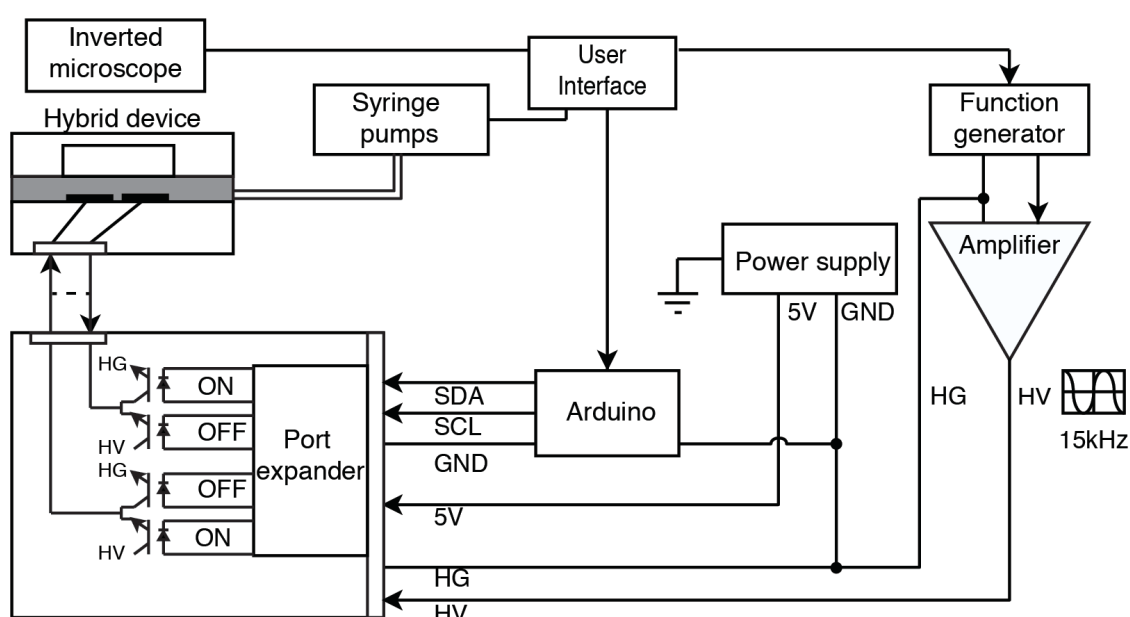 Inverted
microscope
User
Interface
Syringe
pumps
Function
generator
Hybrid device
Amplifier
Power supply
5V
GND
HG
ON
HV
OFF
HG
OFF
HV
ON
Port
expander
SDA
SCL
GND
5V
HG
HV
Arduino
HG
HV
15kHz